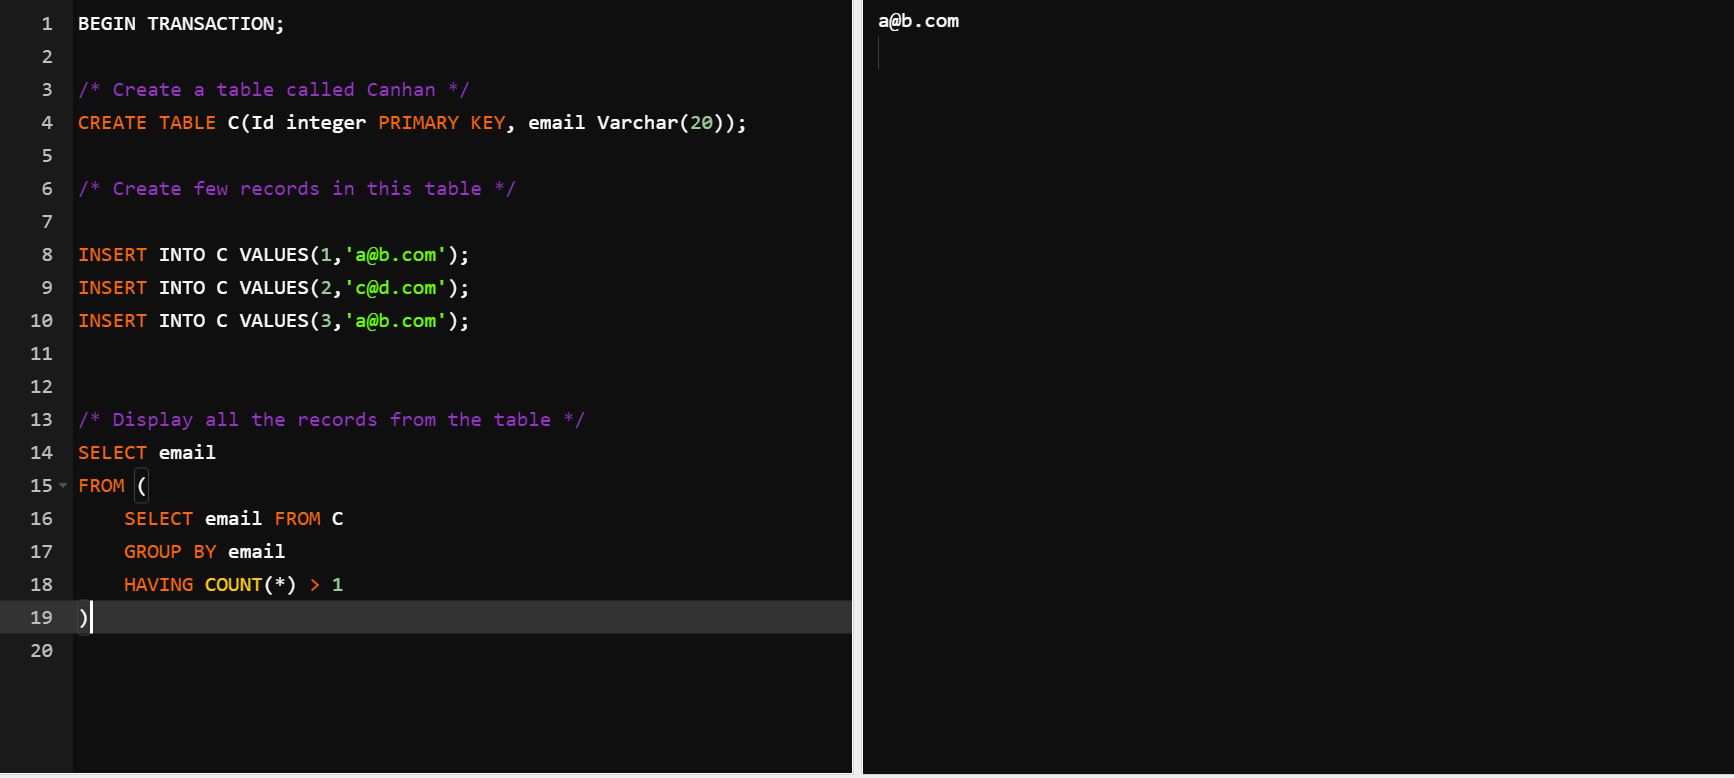 1 BEGIN TRANSACTION;
2
3 /* Create a table called Canhan */
4 CREATE TABLE C(Id integer PRIMARY KEY, email Varchar(20));
5
6 /* Create few records in this table */
7
8 INSERT INTO C VALUES(1,'a@b.com');
9 INSERT INTO C VALUES(2,'c@d.com');
10 INSERT INTO C VALUES(3,'a@b.com');
11
12
13 /* Display all the records from the table */
14 SELECT email
15 FROM (
16 SELECT email FROM C
17 GROUP BY email
18 HAVING COUNT(*) > 1
19 )
20
a@b.com